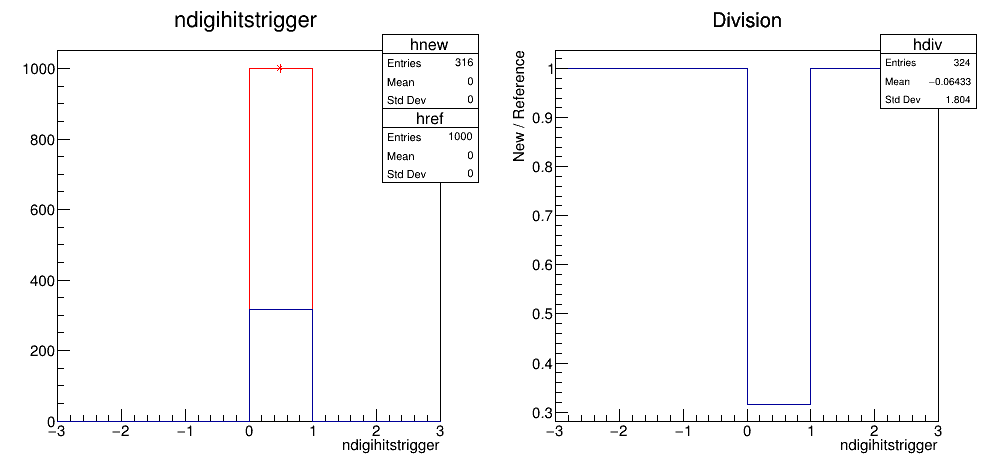 ndigihitstrigger
hnew
Entries 316
Mean 0
Std Dev 0
href
Entries 1000
Mean 0
Std Dev 0
1000
800
600
400
200
0
−3 −2 −1 0 1 2 3
ndigihitstrigger
Division
hdiv
Entries 324
Mean −0.06433
Std Dev 1.804
New / Reference
1
0.9
0.8
0.7
0.6
0.5
0.4
0.3
−3 −2 −1 0 1 2 3
ndigihitstrigger